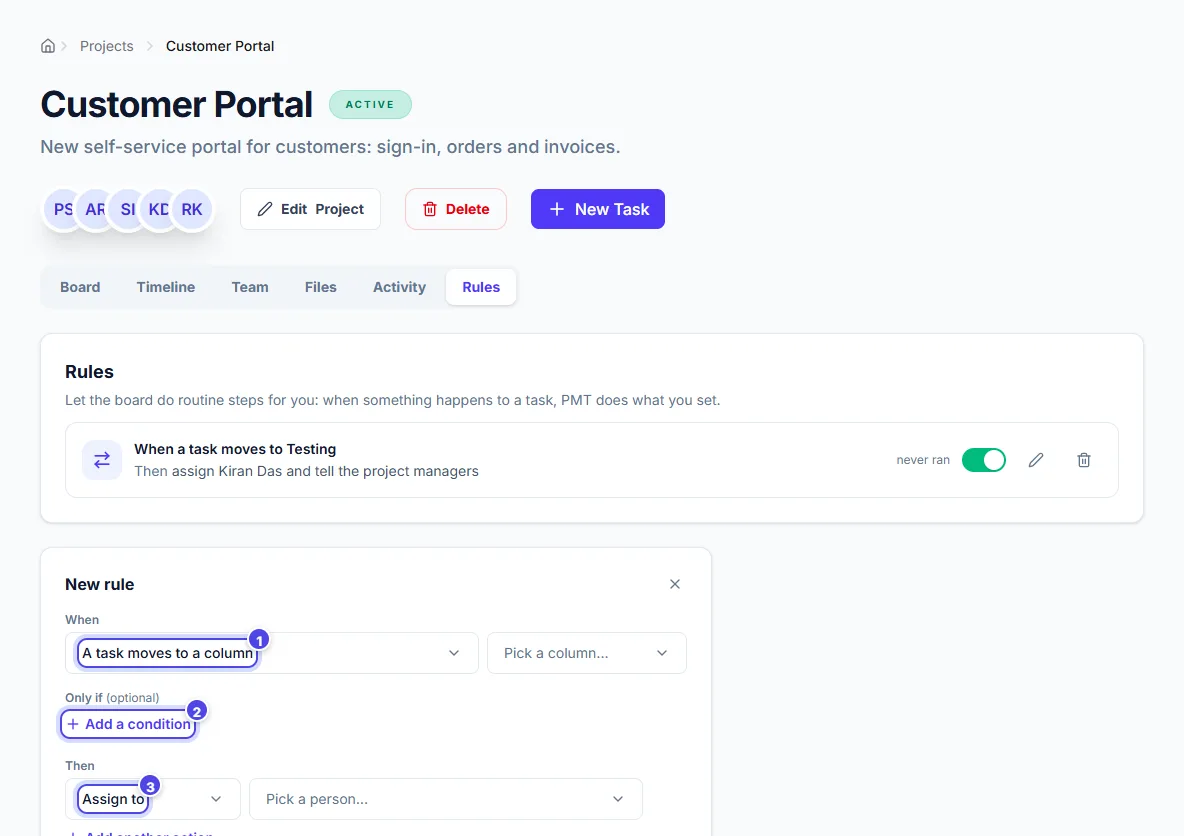 Projects
Customer Portal
Customer Portal
ACTIVE
New self-service portal for customers: sign-in, orders and invoices.
PS AR SI KD RK
Edit Project
Delete
New Task
Board Timeline Team Files Activity Rules
Rules
Let the board do routine steps for you: when something happens to a task, PMT does what you set.
When a task moves to Testing
Then assign Kiran Das and tell the project managers
never ran
New rule
When
A task moves to a column
1
Pick a column...
Only if (optional)
+ Add a condition
2
Then
Assign to
3
Pick a person...
+ Add another action